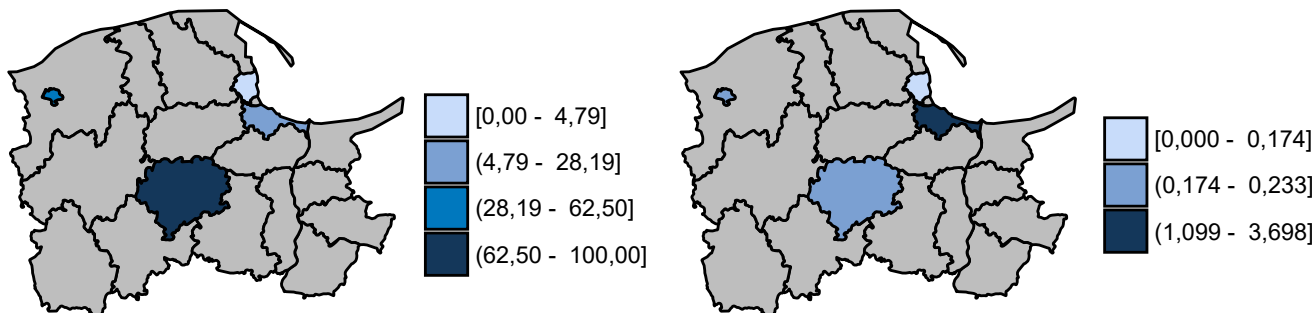 [0,00 - 4,79]
(4,79 - 28,19]
(28,19 - 62,50]
(62,50 - 100,00]
[0,000 - 0,174]
(0,174 - 0,233]
(1,099 - 3,698]